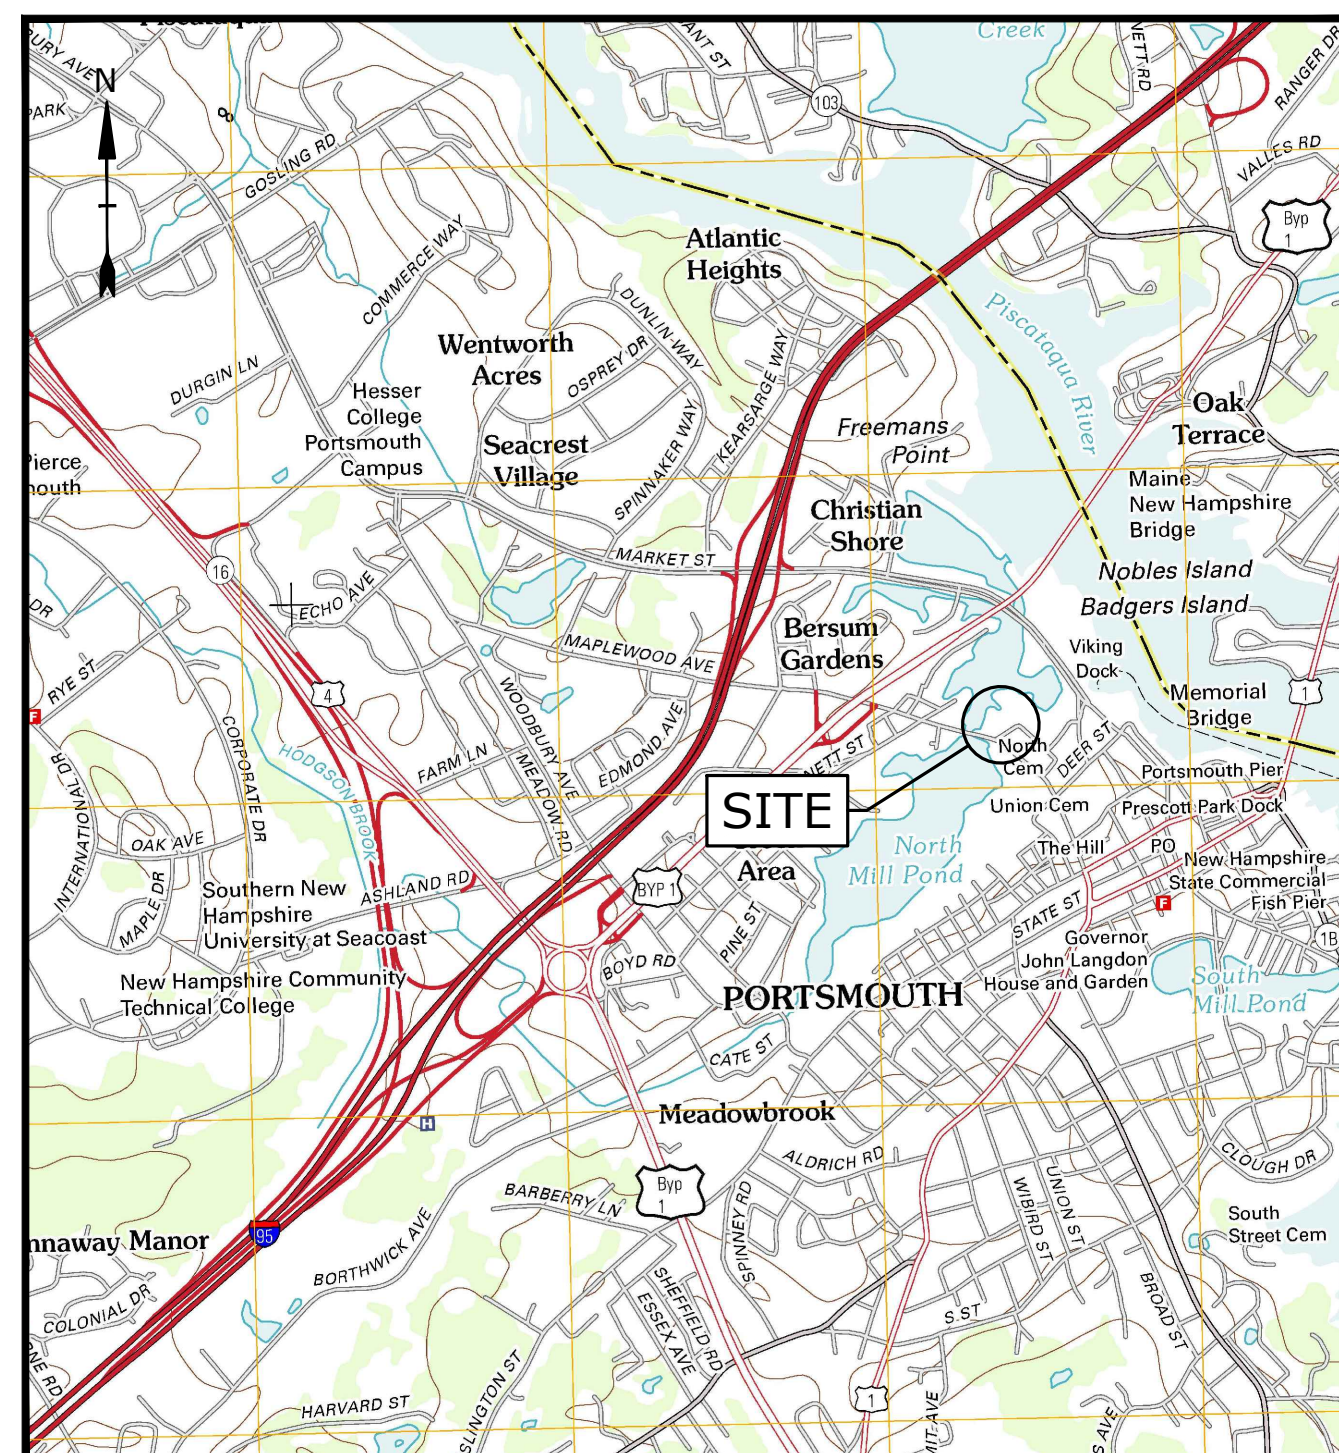 Creek
N
PARK
GOSLING RD
103
RANGER DR
VALLES RD
Byp
1
Atlantic
Heights
COMMERCE WAY
DUNLIN WAY
Piscataqua River
Wentworth
Acres
OSPREY DR
KEARSARGE WAY
DURGIN LN
Hesser
College
Portsmouth
Campus
Seacrest
Village
SPINNAKER WAY
Freemans
Point
Oak
Terrace
Maine
New Hampshire
Bridge
Christian
Shore
MARKET ST
16
ECHO AVE
Nobles Island
Badgers Island
MAPLEWOOD AVE
Bersum
Gardens
Viking
Dock
Memorial
Bridge
1
RYE ST
F
4
WOODBURY AVE
EDMOND AVE
CORPORATE DR
HODGSON BROOK
FARM LN
MEADOW RD
INTERNATIONAL DR
North
Cem
DEER ST
Portsmouth Pier
SITE
Union Cem
Prescott Park Dock
OAK AVE
MAPLE DR
North
Mill Pond
The Hill
PO
New Hampshire
State Commercial
Fish Pier
Area
BYP 1
ASHLAND RD
Southern New
Hampshire
University at Seacoast
STATE ST
F
1B
PINE ST
BOYD RD
Governor
John Langdon
House and Garden
New Hampshire Community
Technical College
PORTSMOUTH
South
Mill Pond
CATE ST
Meadowbrook
H
ALDRICH RD
CLOUGH DR
Byp
1
BARBERRY LN
SPINNEY RD
WIBIRD ST
UNION ST
South
Street Cem
95
nnaway Manor
BORTHWICK AVE
COLONIAL DR
SHEFFIELD RD
ESSEX AVE
S ST
BROAD ST
1
HARVARD ST